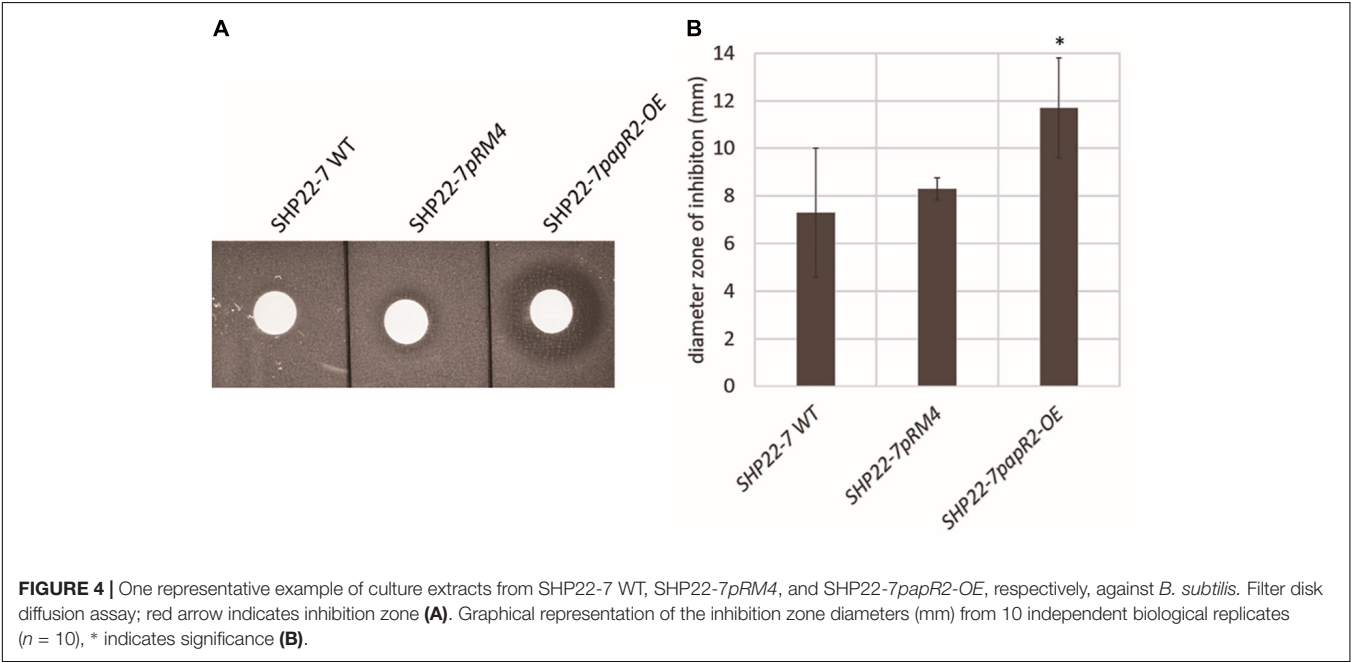 A
SHP22-7 WT
SHP22-7pRM4
SHP22-7papR2-OE
B
*
diameter zone of inhibiton (mm)
14
12
10
8
6
4
2
0
SHP22-7 WT
SHP22-7pRM4
SHP22-7papR2-OE
FIGURE 4 | One representative example of culture extracts from SHP22-7 WT, SHP22-7pRM4, and SHP22-7papR2-OE, respectively, against B. subtilis. Filter disk
diffusion assay; red arrow indicates inhibition zone (A). Graphical representation of the inhibition zone diameters (mm) from 10 independent biological replicates
(n = 10), * indicates significance (B).